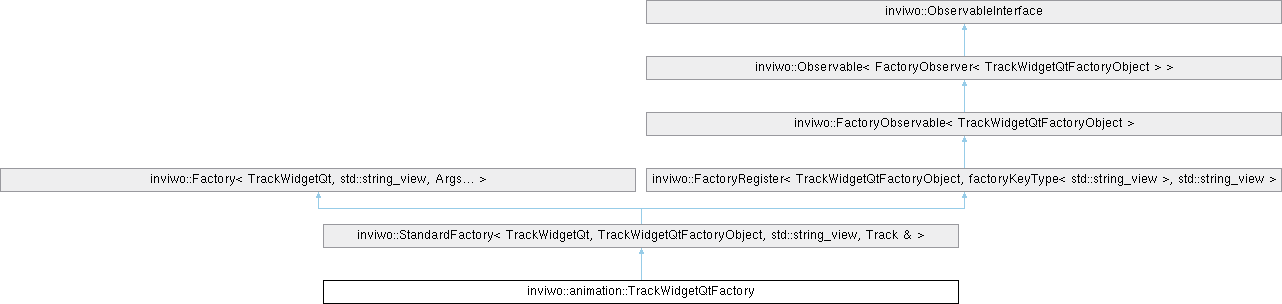 inviwo::ObservableInterface
inviwo::Observable< FactoryObserver< TrackWidgetQtFactoryObject > >
inviwo::FactoryObservable< TrackWidgetQtFactoryObject >
inviwo::Factory< TrackWidgetQt, std::string_view, Args... >
inviwo::FactoryRegister< TrackWidgetQtFactoryObject, factoryKeyType< std::string_view >, std::string_view >
inviwo::StandardFactory< TrackWidgetQt, TrackWidgetQtFactoryObject, std::string_view, Track & >
inviwo::animation::TrackWidgetQtFactory